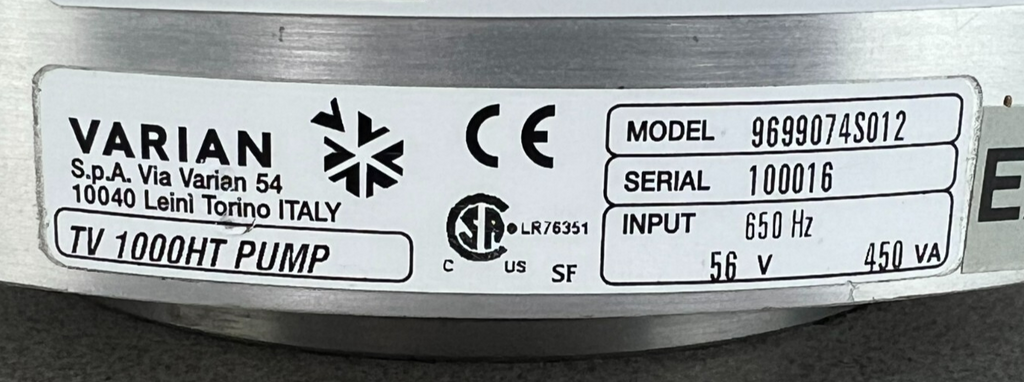 VARIAN
S.p.A. Via Varian 54
10040 Leinì Torino ITALY
TV 1000HT PUMP
CE
LR76351
C US SF
MODEL 9699074S012
SERIAL 100016
INPUT 650 Hz
56 V 450 VA